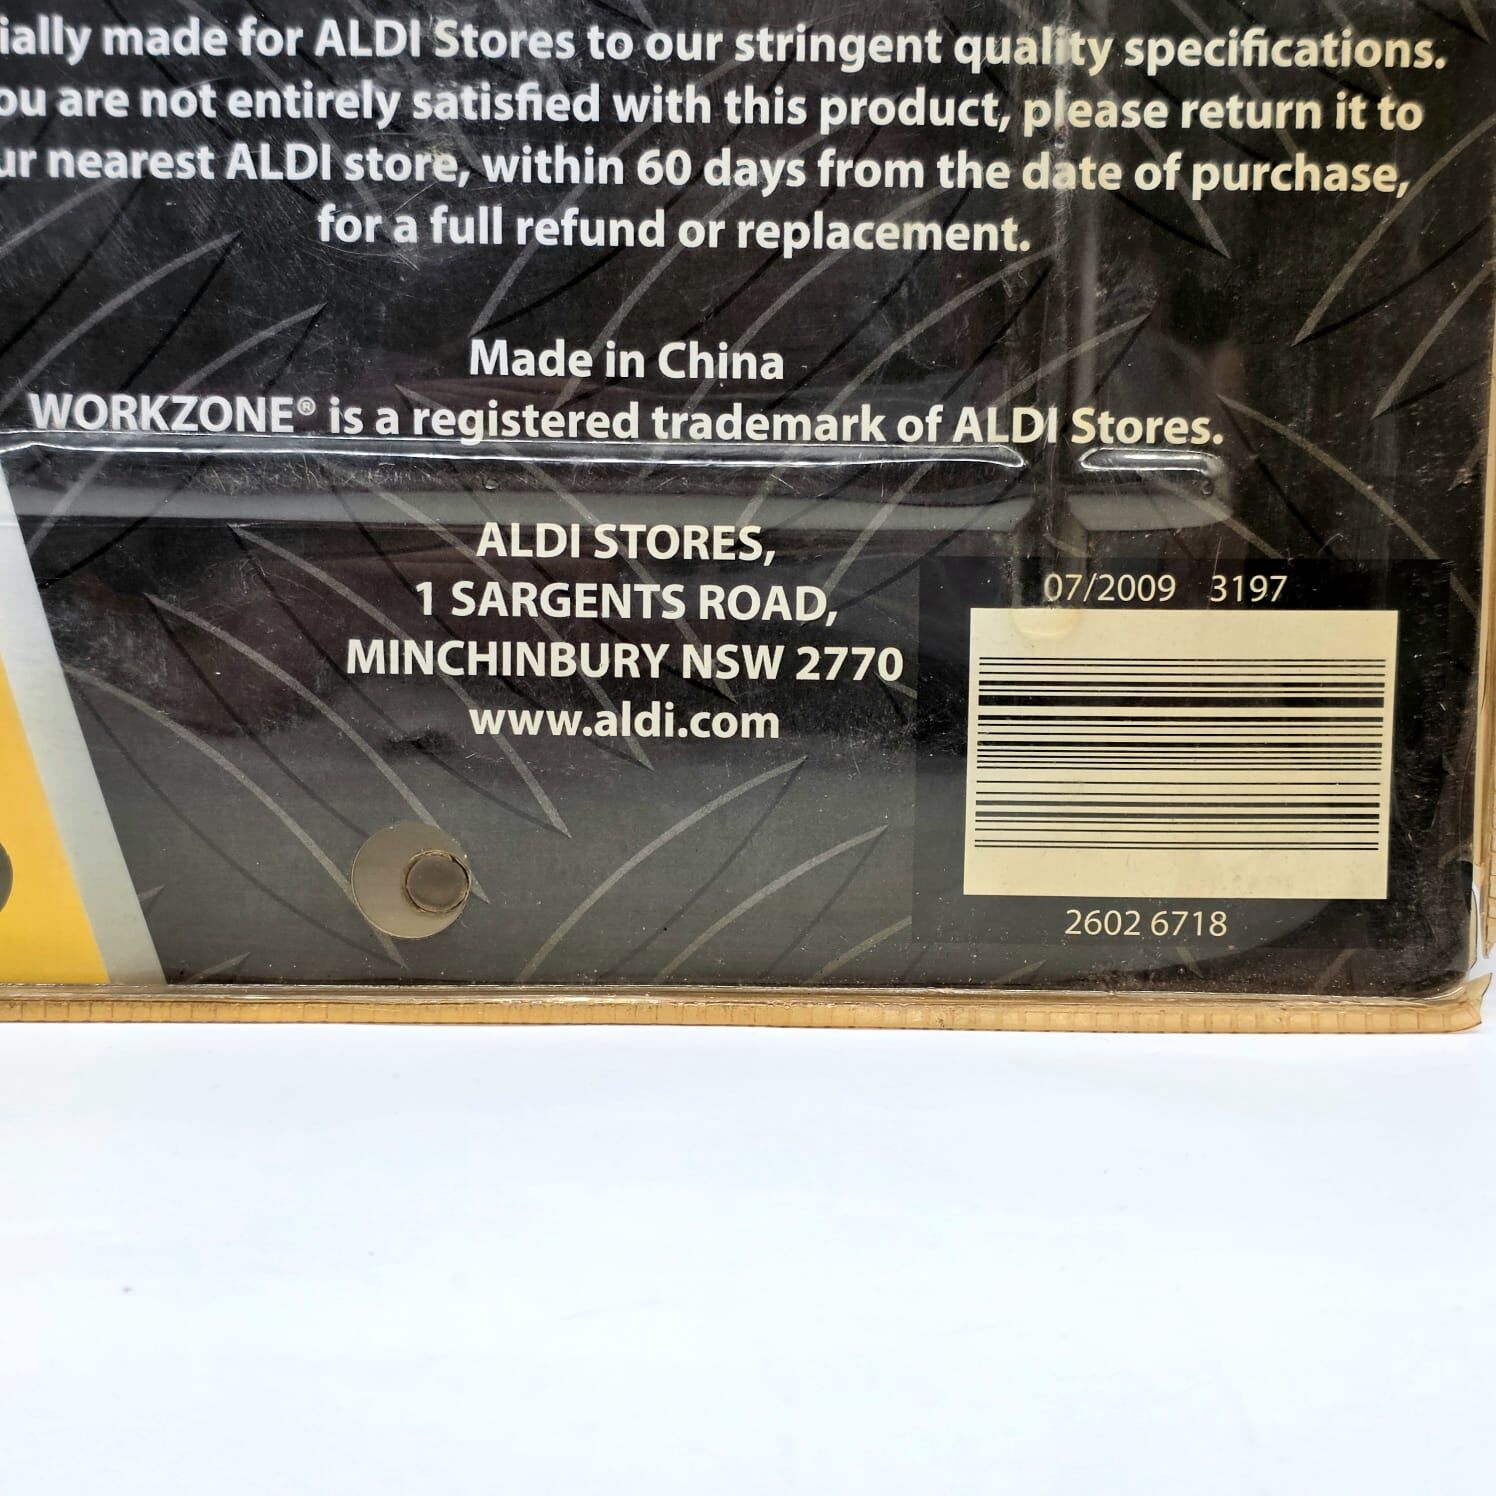 ially made for ALDI Stores to our stringent quality specifications.
ou are not entirely satisfied with this product, please return it to
ur nearest ALDI store, within 60 days from the date of purchase,
for a full refund or replacement.
Made in China
WORKZONE® is a registered trademark of ALDI Stores.
ALDI STORES,
1 SARGENTS ROAD,
MINCHINBURY NSW 2770
www.aldi.com
07/2009 3197
2602 6718